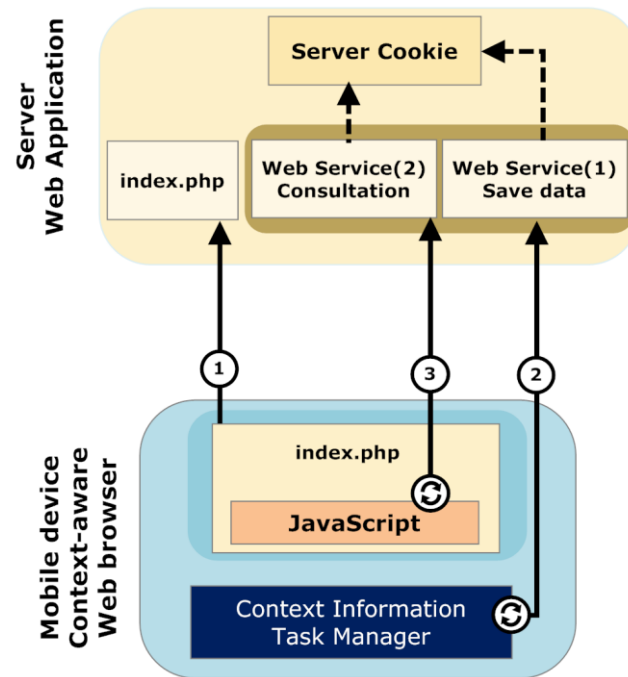 Server
Web Application
Server Cookie
index.php
Web Service(2)
Consultation
Web Service(1)
Save data
1
3
2
Mobile device
Context-aware
Web browser
index.php
JavaScript
Context Information
Task Manager